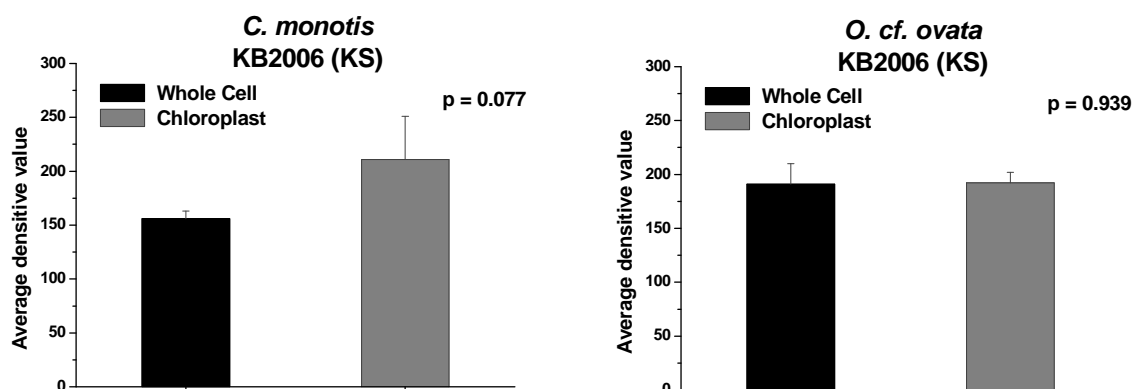 C. monotis
KB2006 (KS)
300
250
200
150
100
50
0
Average densitive value
Whole Cell
Chloroplast
p = 0.077
O. cf. ovata
KB2006 (KS)
300
250
200
150
100
50
0
Average densitive value
Whole Cell
Chloroplast
p = 0.939